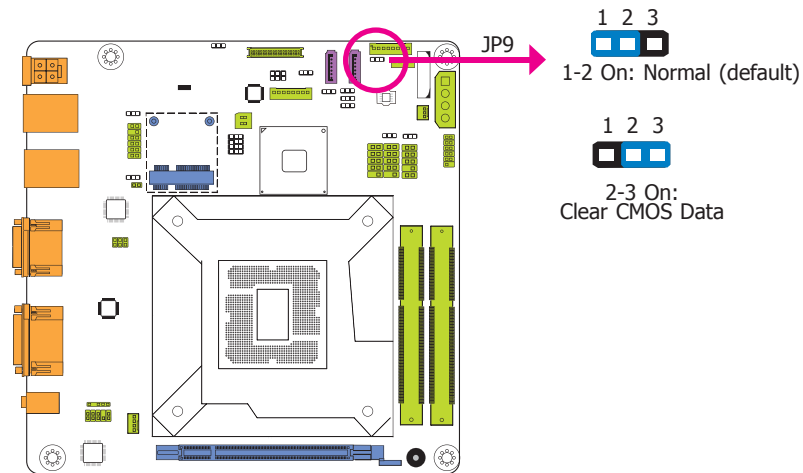 JP9
1 2 3
1-2 On: Normal (default)
1 2 3
2-3 On:
Clear CMOS Data